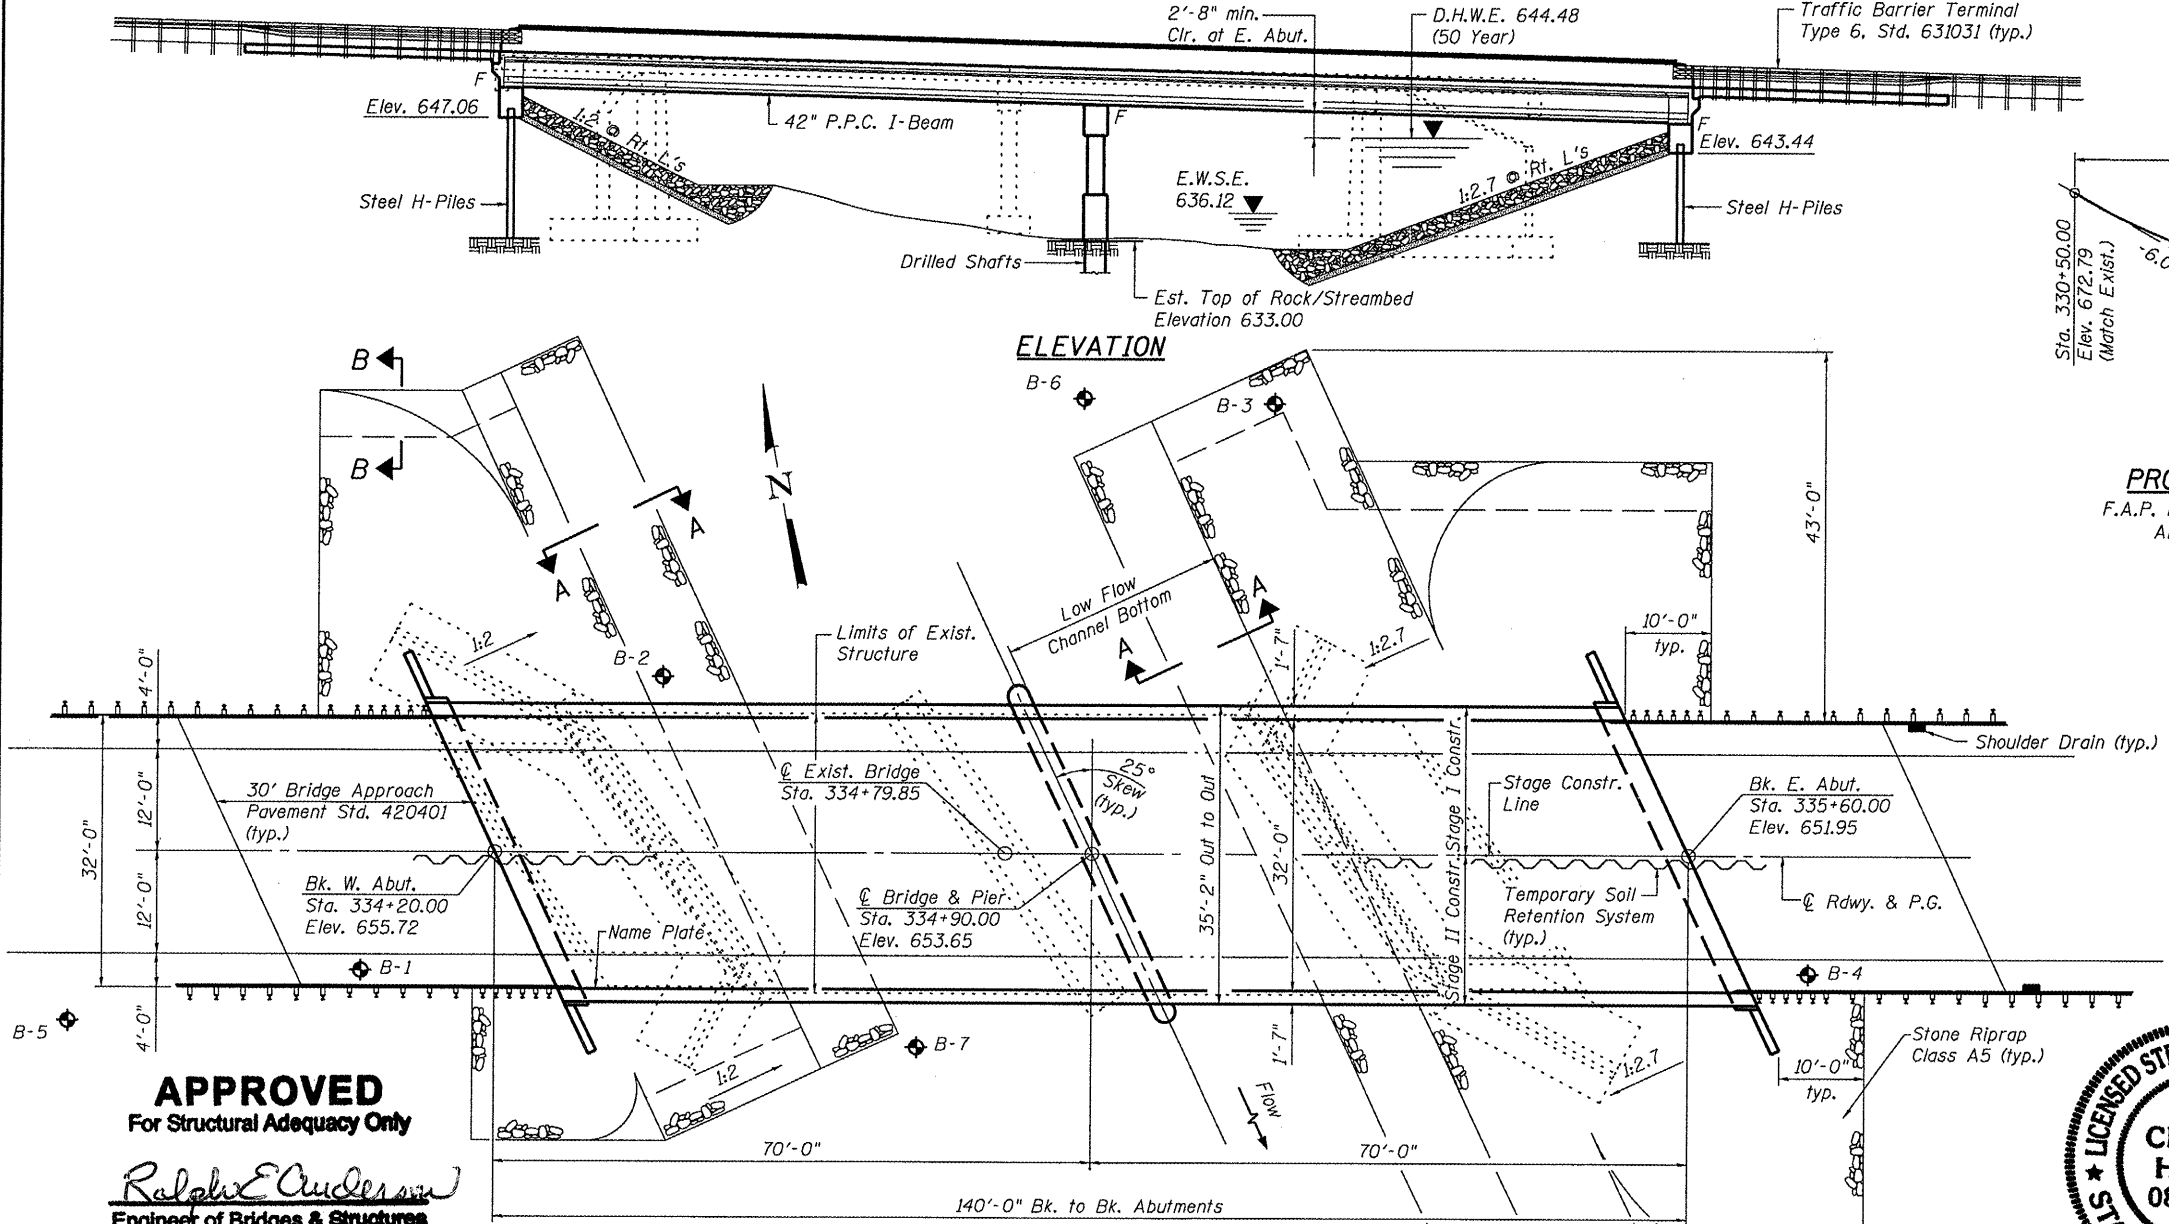 2'-8" min.
Clr. at E. Abut.
D.H.W.E. 644.48
(50 Year)
Traffic Barrier Terminal
Type 6, Std. 631031 (typ.)
F
Elev. 647.06
1:2 @ Rt. L's
42" P.P.C. I-Beam
F
F
Elev. 643.44
E.W.S.E.
636.12
1:2.7 @ Rt. L's
Steel H-Piles
Steel H-Piles
Drilled Shafts
Est. Top of Rock/Streambed
Elevation 633.00
Sta. 330+50.00
Elev. 672.79
(Match Exist.)
-6.0
ELEVATION
B
B
B-6
B-3
N
A
A
43'-0"
PRO
F.A.P.
Low Flow
Channel Bottom
A
A
1:2
B-2
Limits of Exist.
Structure
1'-7"
1:2.7
10'-0"
typ.
4'-0"
Shoulder Drain (typ.)
32'-0"
12'-0"
12'-0"
4'-0"
30' Bridge Approach
Pavement Std. 420401
(typ.)
℄ Exist. Bridge
Sta. 334+79.85
25°
Skew
(typ.)
35'-2" Out to Out
32'-0"
Stage I Constr.
Stage II Constr.
Stage Constr.
Line
Bk. E. Abut.
Sta. 335+60.00
Elev. 651.95
Bk. W. Abut.
Sta. 334+20.00
Elev. 655.72
℄ Bridge & Pier
Sta. 334+90.00
Elev. 653.65
Temporary Soil
Retention System
(typ.)
℄ Rdwy. & P.G.
Name Plate
B-1
B-4
B-5
B-7
1:2
1'-7"
Flow
1:2.7
10'-0"
typ.
Stone Riprap
Class A5 (typ.)
APPROVED
For Structural Adequacy Only
Ralph E Anderson
Engineer of Bridges & Structures
70'-0"
70'-0"
140'-0" Bk. to Bk. Abutments
LICENSED